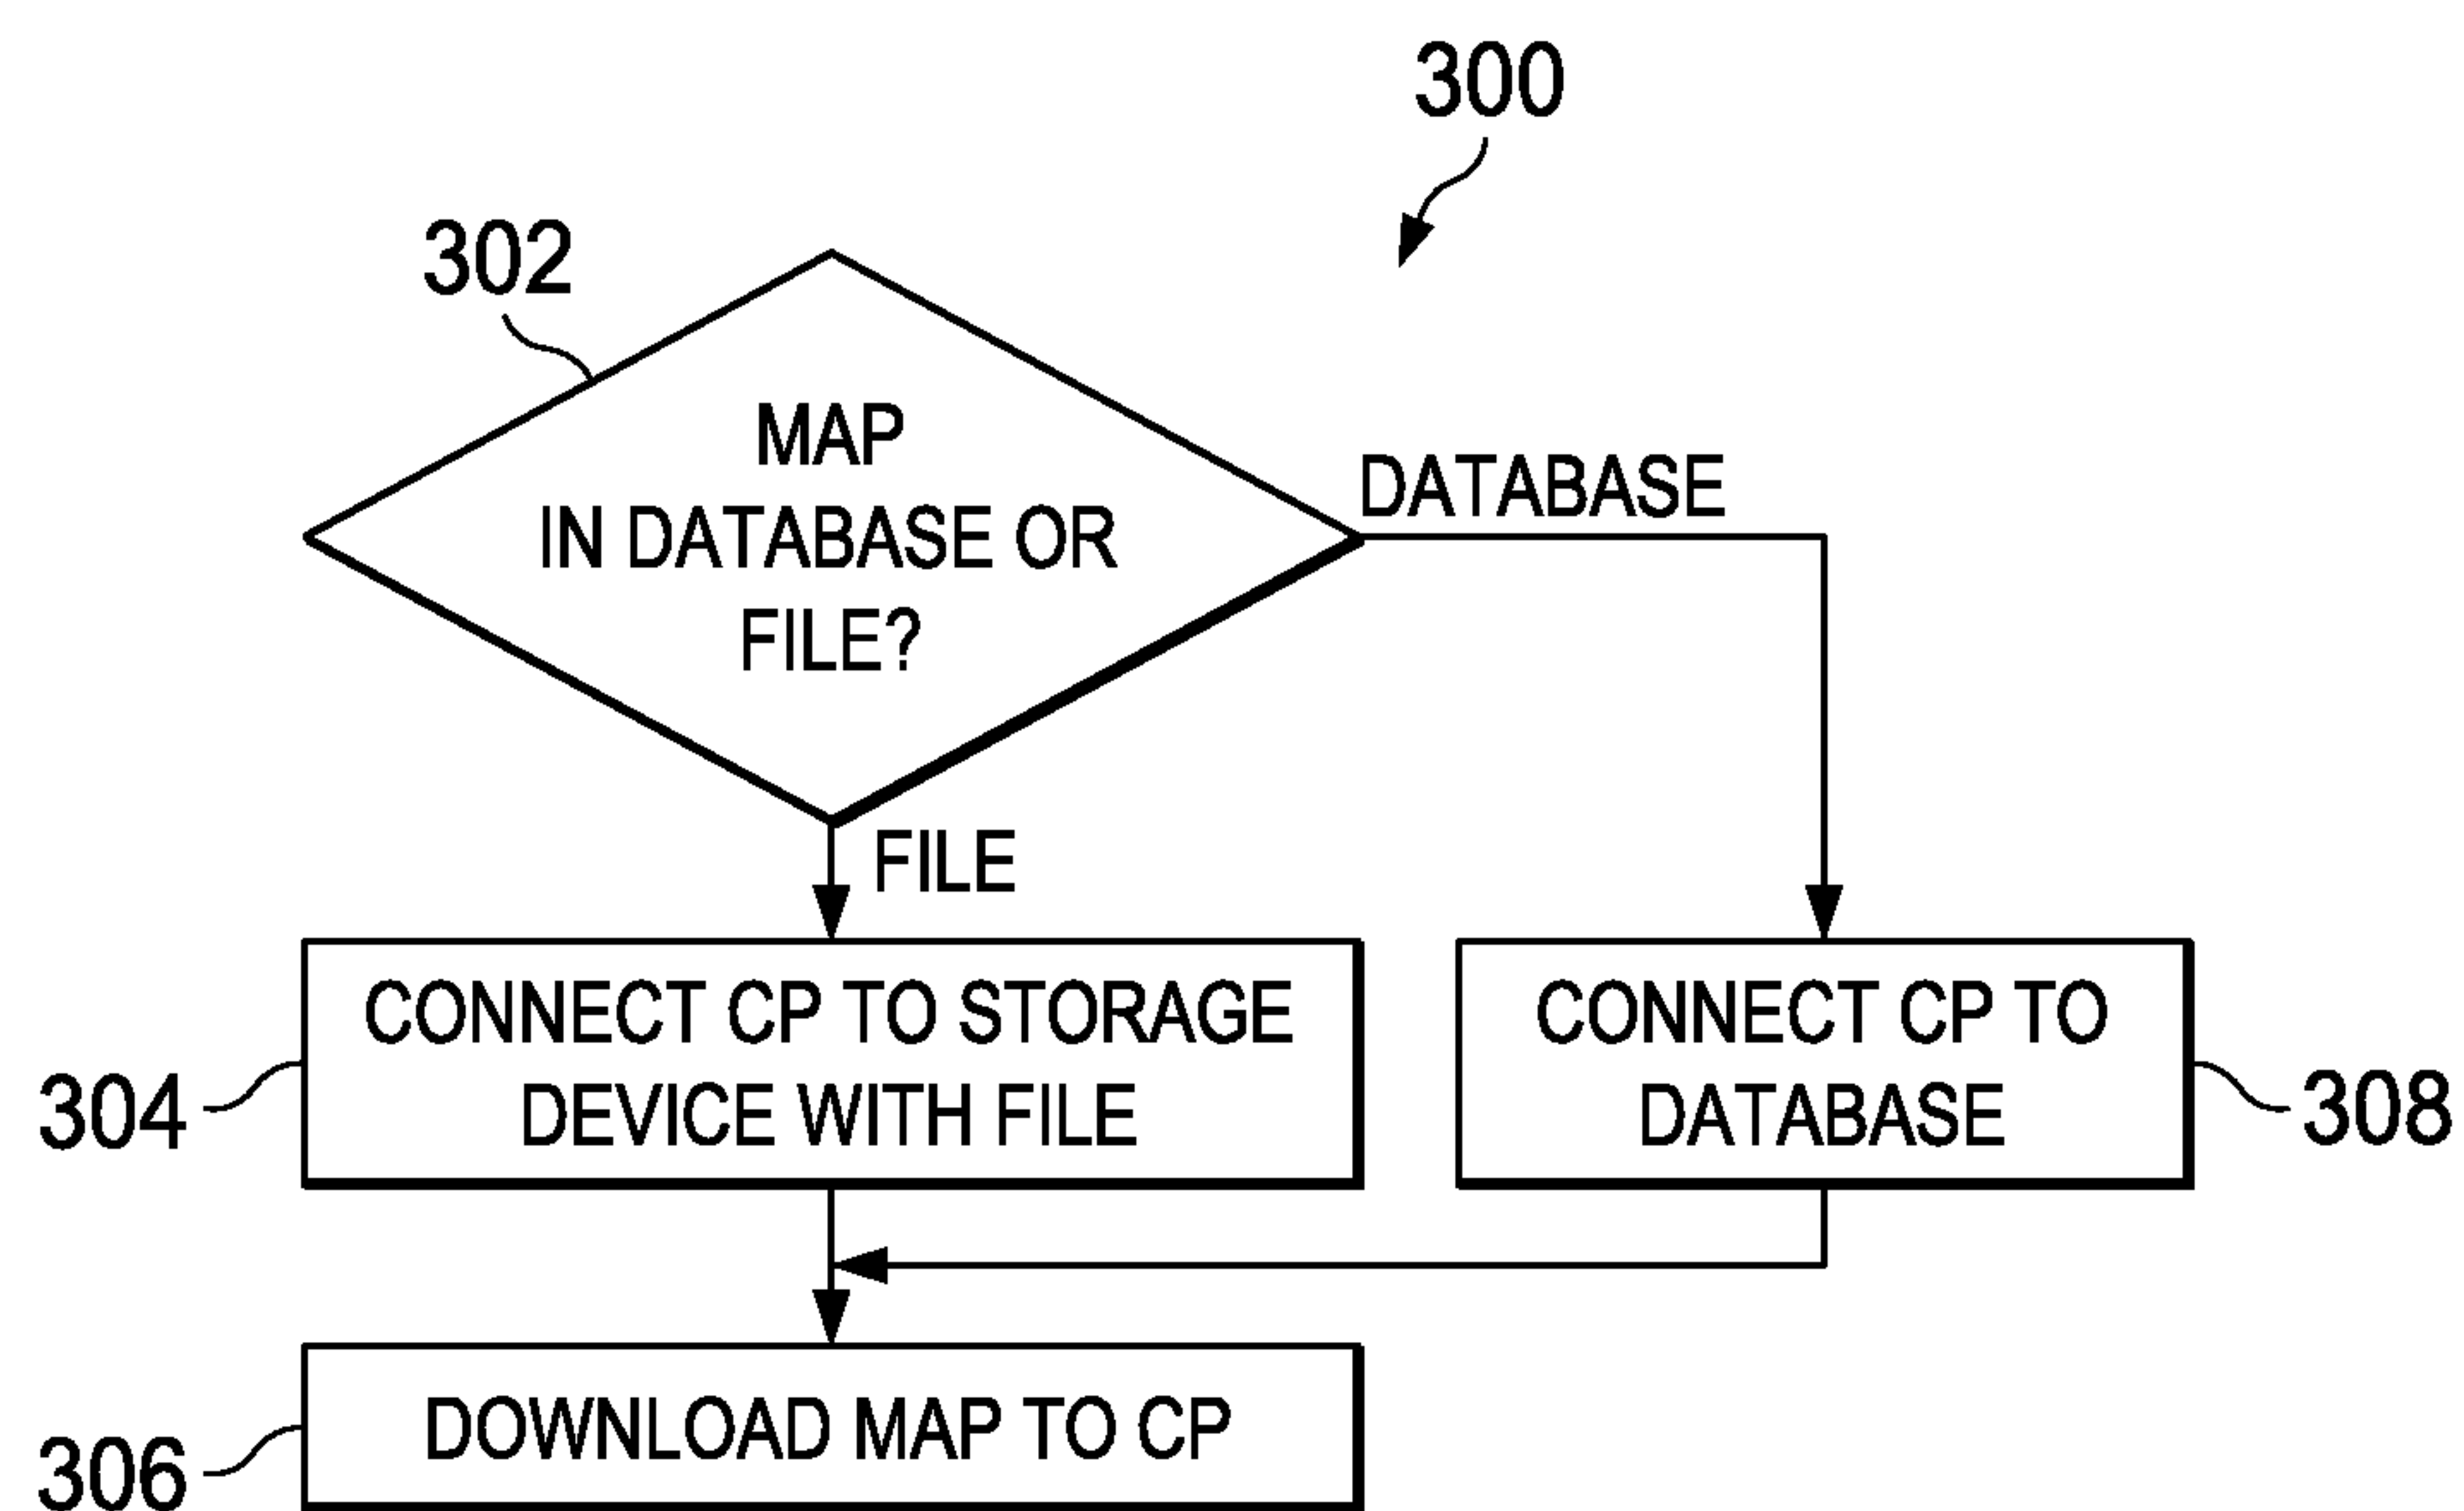 300
302
MAP
IN DATABASE OR
FILE?
DATABASE
FILE
CONNECT CP TO STORAGE
DEVICE WITH FILE
304
CONNECT CP TO
DATABASE
308
DOWNLOAD MAP TO CP
306